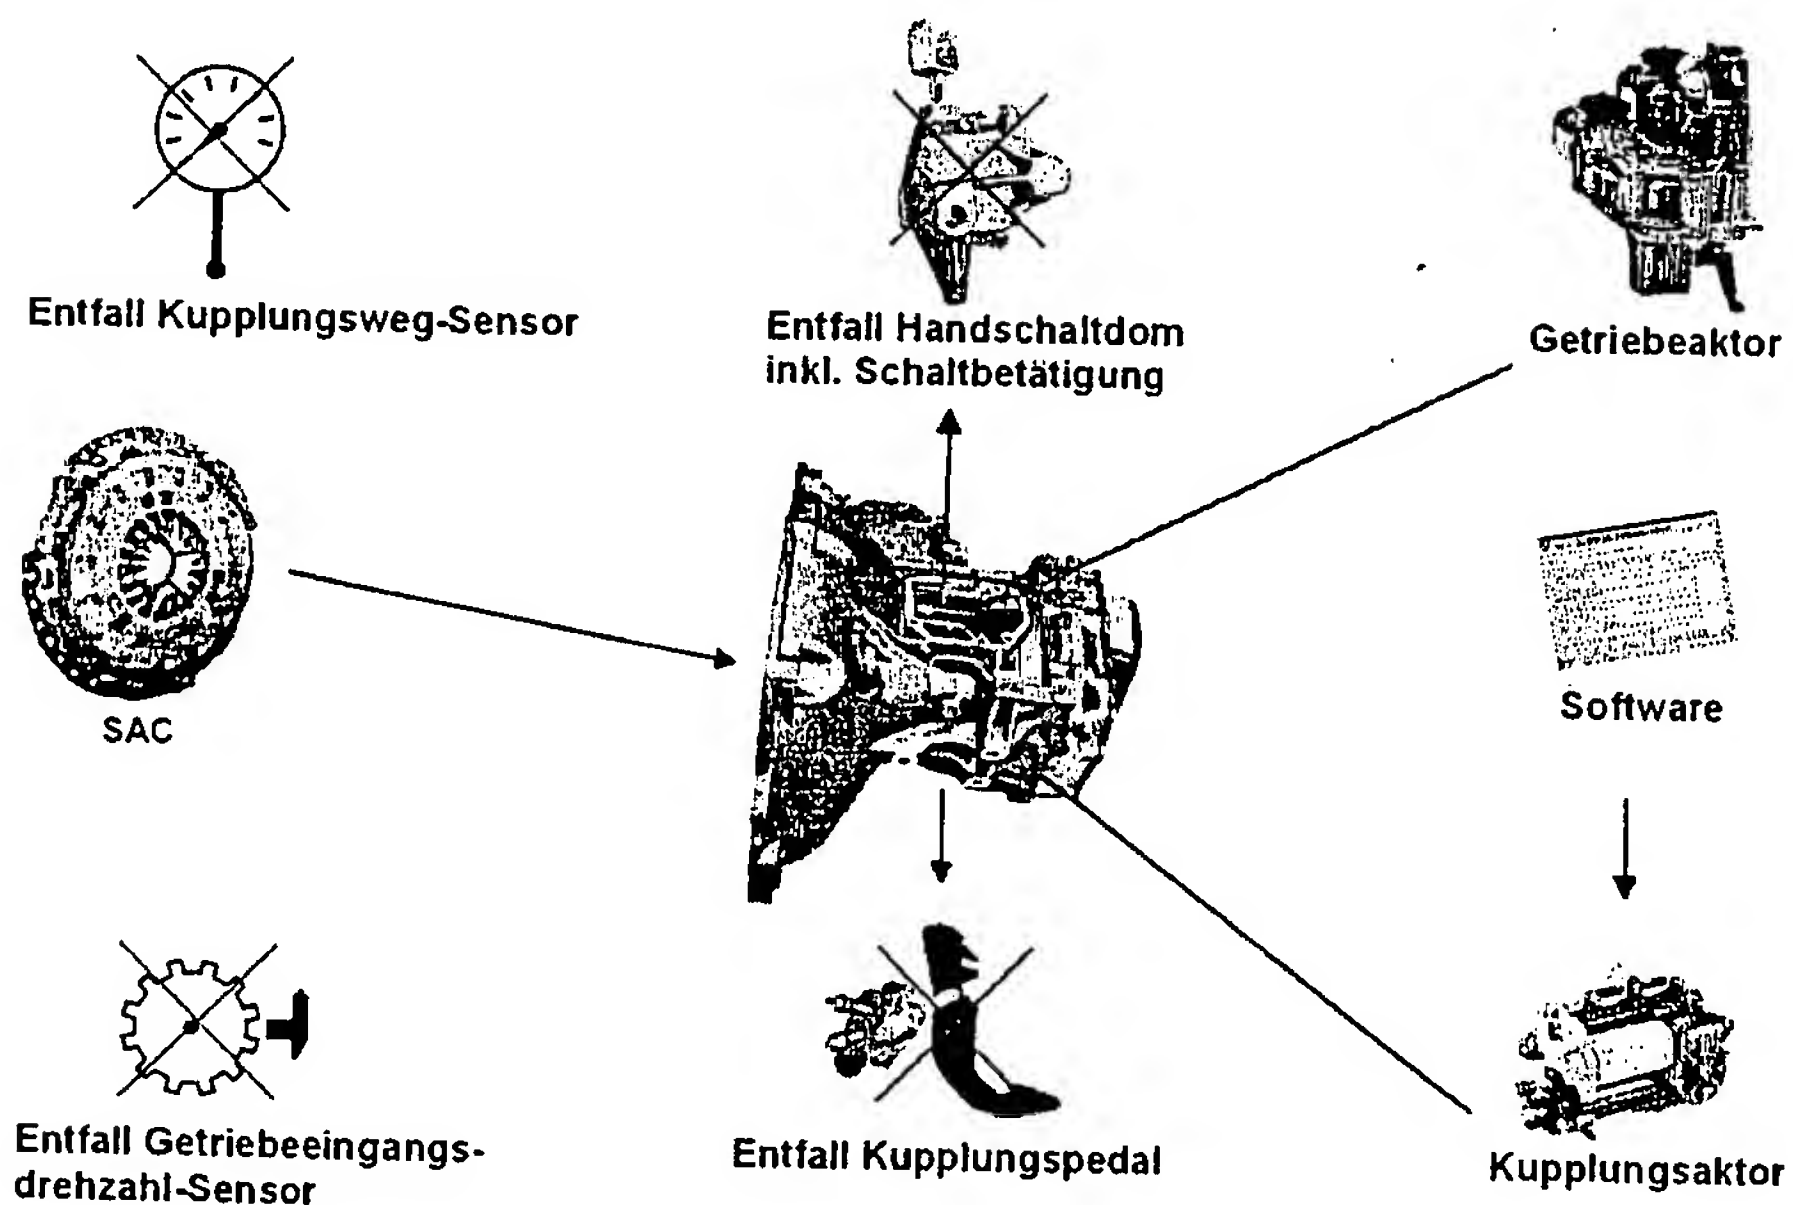 Entfall Kupplungsweg-Sensor
Entfall Handschaltdom
inkl. Schaltbetätigung
Getriebeaktor
SAC
Software
Entfall Getriebeeingangs-
drehzahl-Sensor
Entfall Kupplungspedal
Kupplungsaktor